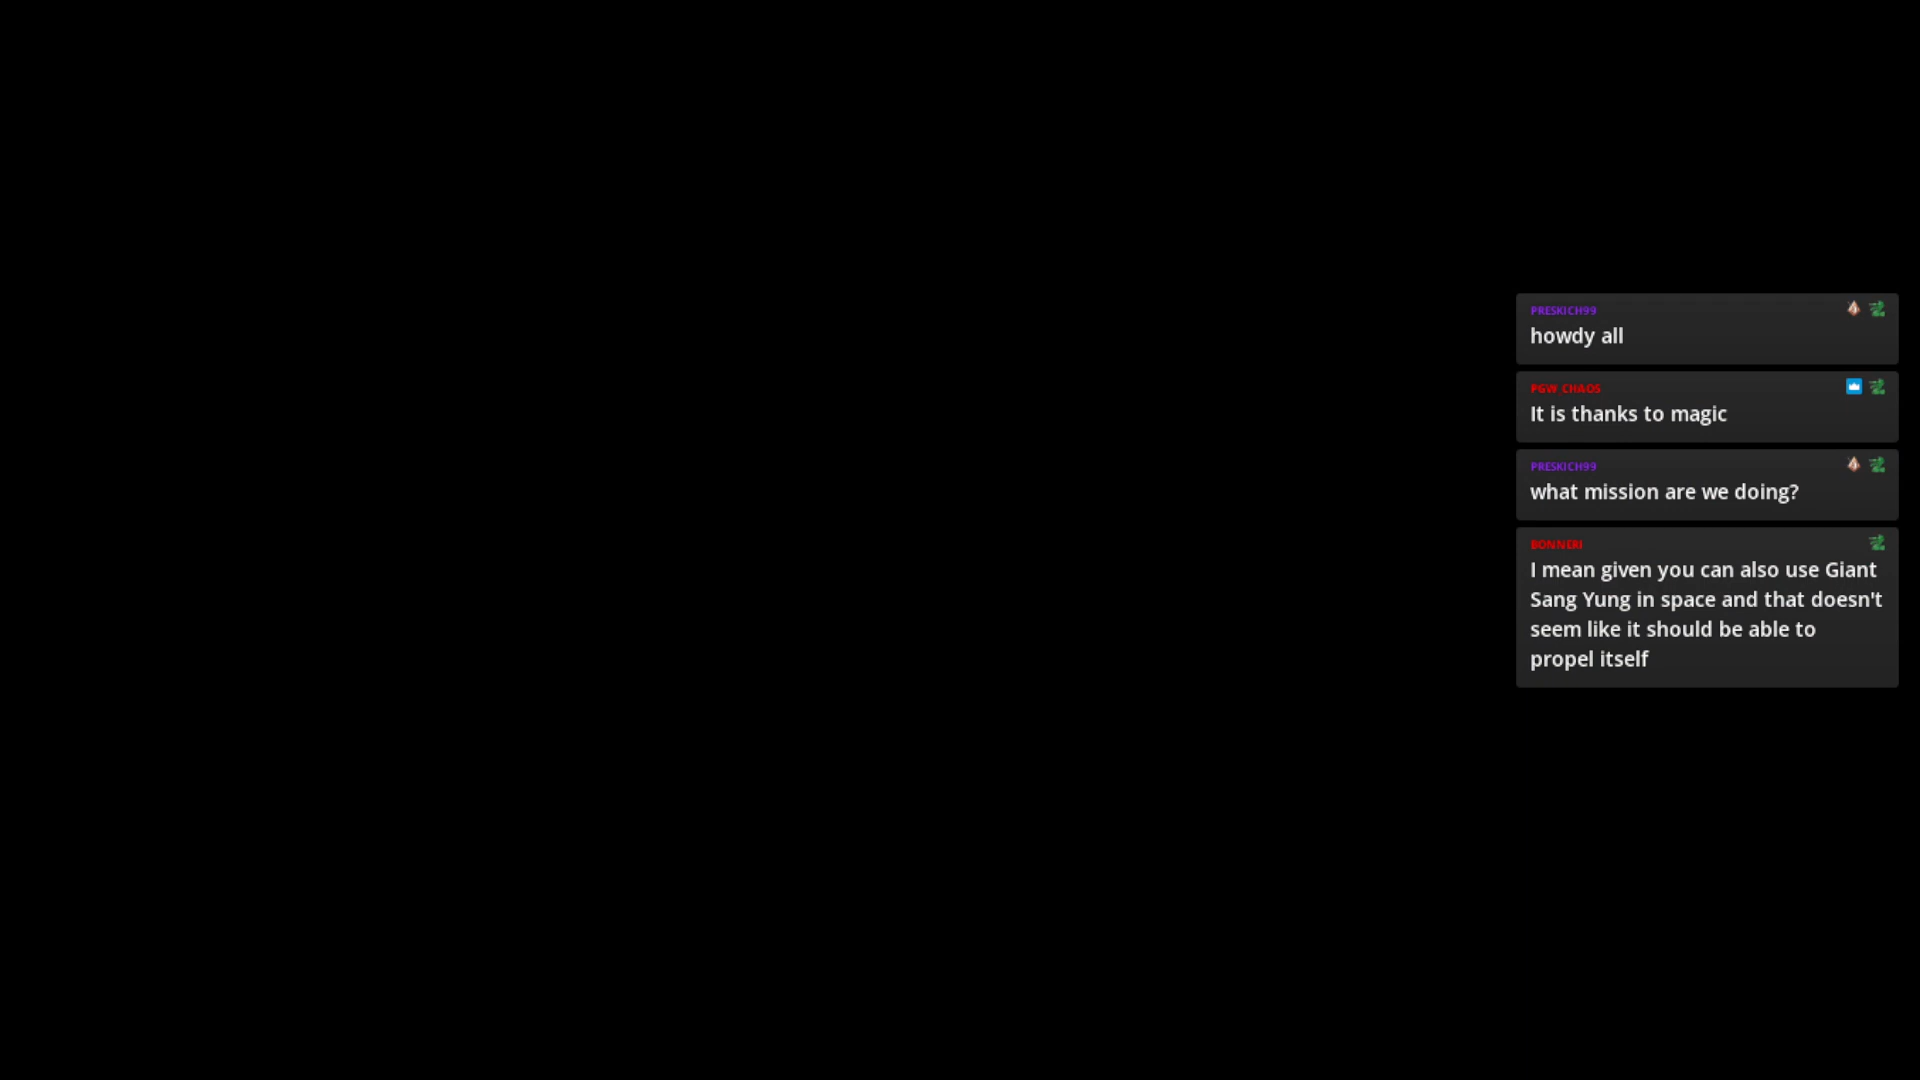 PRESKICH99
howdy all
PGW_CHAOS
It is thanks to magic
PRESKICH99
what mission are we doing?
BONNERI
I mean given you can also use Giant
Sang Yung in space and that doesn't
seem like it should be able to
propel itself